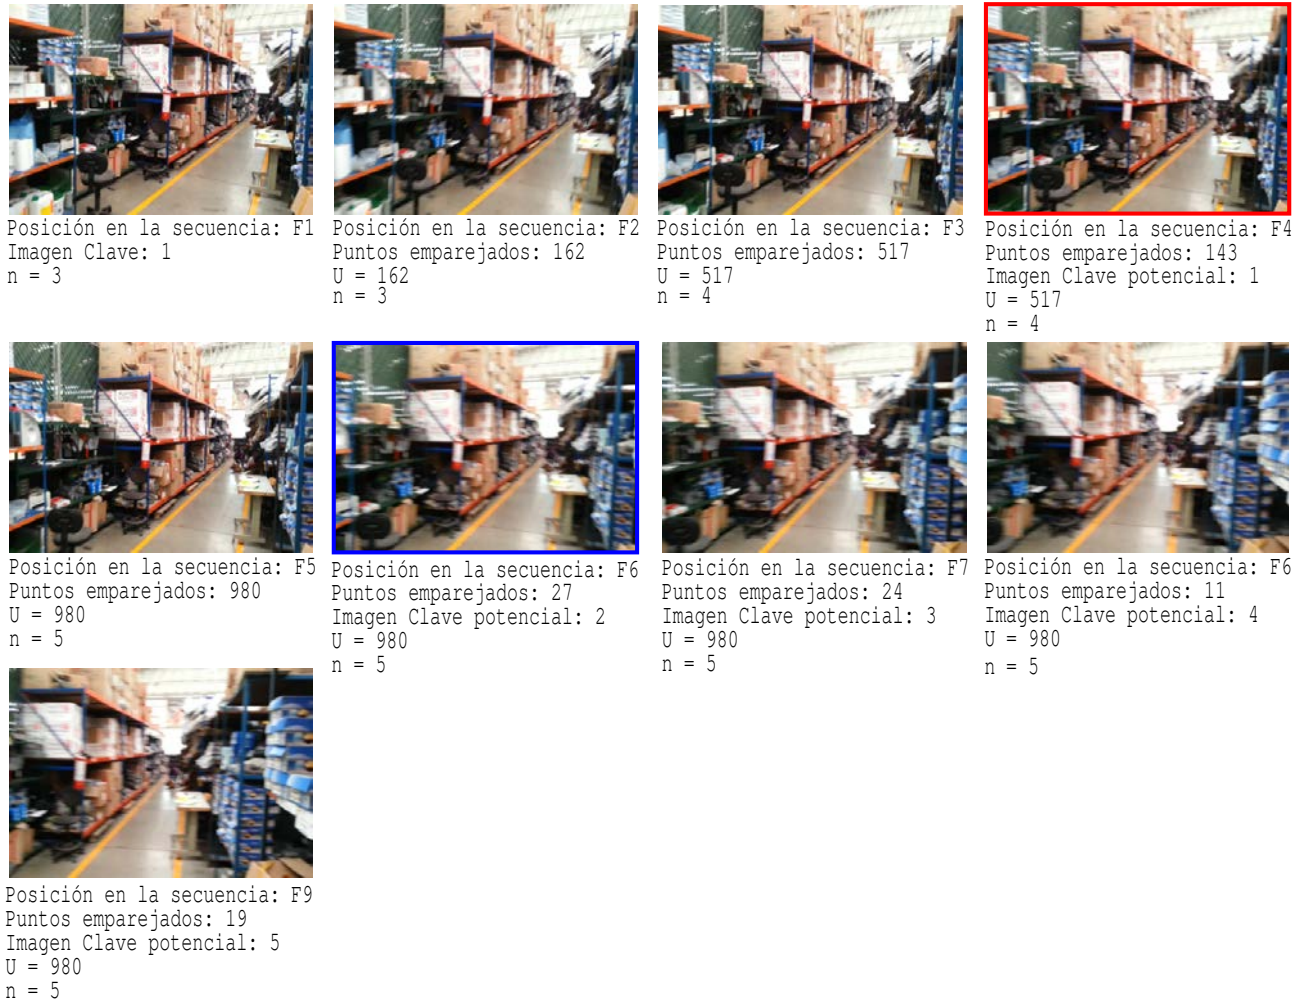 Posición en la secuencia: F1
Imagen Clave: 1
n = 3
Posición en la secuencia: F2
Puntos emparejados: 162
U = 162
n = 3
Posición en la secuencia: F3
Puntos emparejados: 517
U = 517
n = 4
Posición en la secuencia: F4
Puntos emparejados: 143
Imagen Clave potencial: 1
U = 517
n = 4
Posición en la secuencia: F5
Puntos emparejados: 980
U = 980
n = 5
Posición en la secuencia: F6
Puntos emparejados: 27
Imagen Clave potencial: 2
U = 980
n = 5
Posición en la secuencia: F7
Puntos emparejados: 24
Imagen Clave potencial: 3
U = 980
n = 5
Posición en la secuencia: F6
Puntos emparejados: 11
Imagen Clave potencial: 4
U = 980
n = 5
Posición en la secuencia: F9
Puntos emparejados: 19
Imagen Clave potencial: 5
U = 980
n = 5